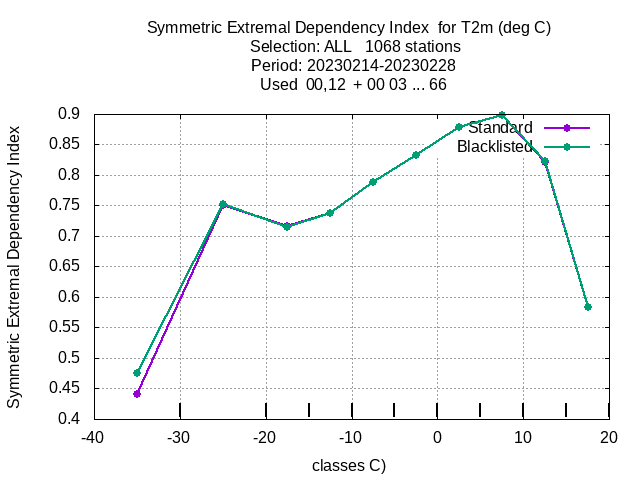 Symmetric Extremal Dependency Index  for T2m (deg C)
Selection: ALL   1068 stations
Period: 20230214-20230228
Used  00,12  + 00 03 ... 66
Symmetric Extremal Dependency Index
0.9
0.85
0.8
0.75
0.7
0.65
0.6
0.55
0.5
0.45
0.4
Standard
Blacklisted
-40 -30 -20 -10 0 10 20
classes C)